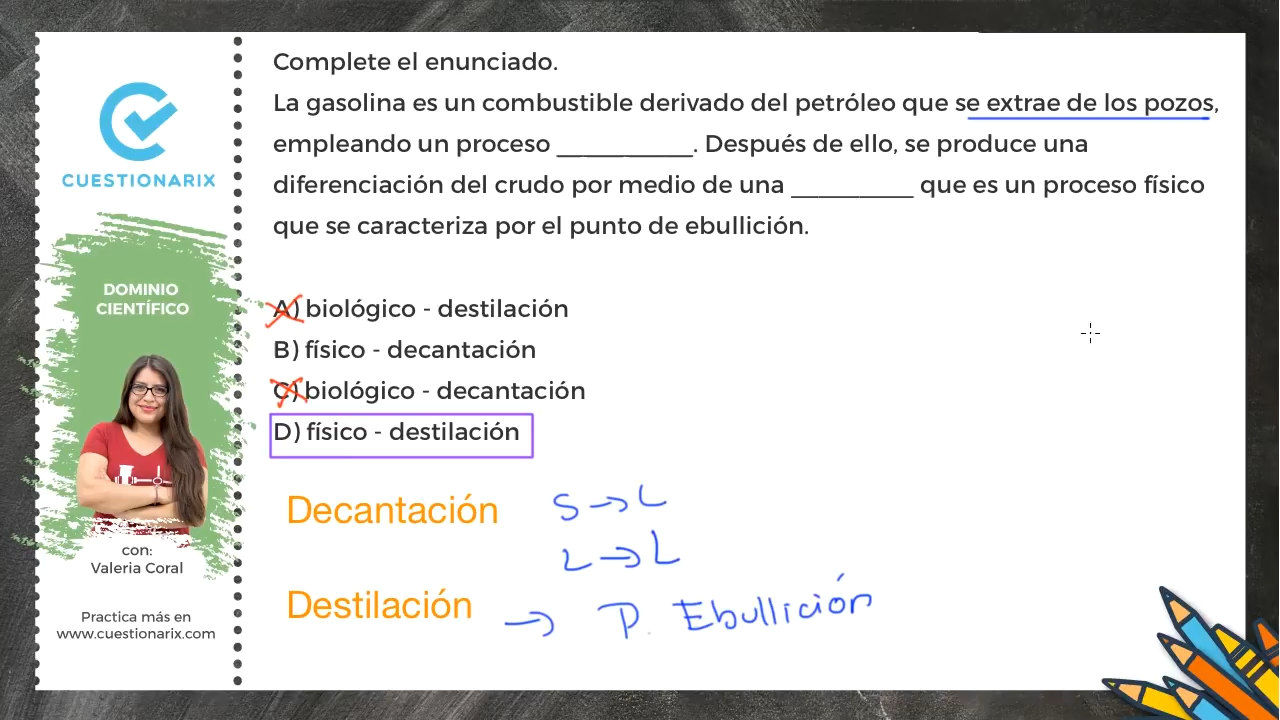 CUESTIONARIX
DOMINIO
CIENTÍFICO
con:
Valeria Coral
Practica más en
www.cuestionarix.com
Complete el enunciado.
La gasolina es un combustible derivado del petróleo que se extrae de los pozos,
empleando un proceso __________. Después de ello, se produce una
diferenciación del crudo por medio de una _________ que es un proceso físico
que se caracteriza por el punto de ebullición.
A) biológico - destilación
B) físico - decantación
C) biológico - decantación
D) físico - destilación
Decantación S → L
L → L
Destilación → P. Ebullición